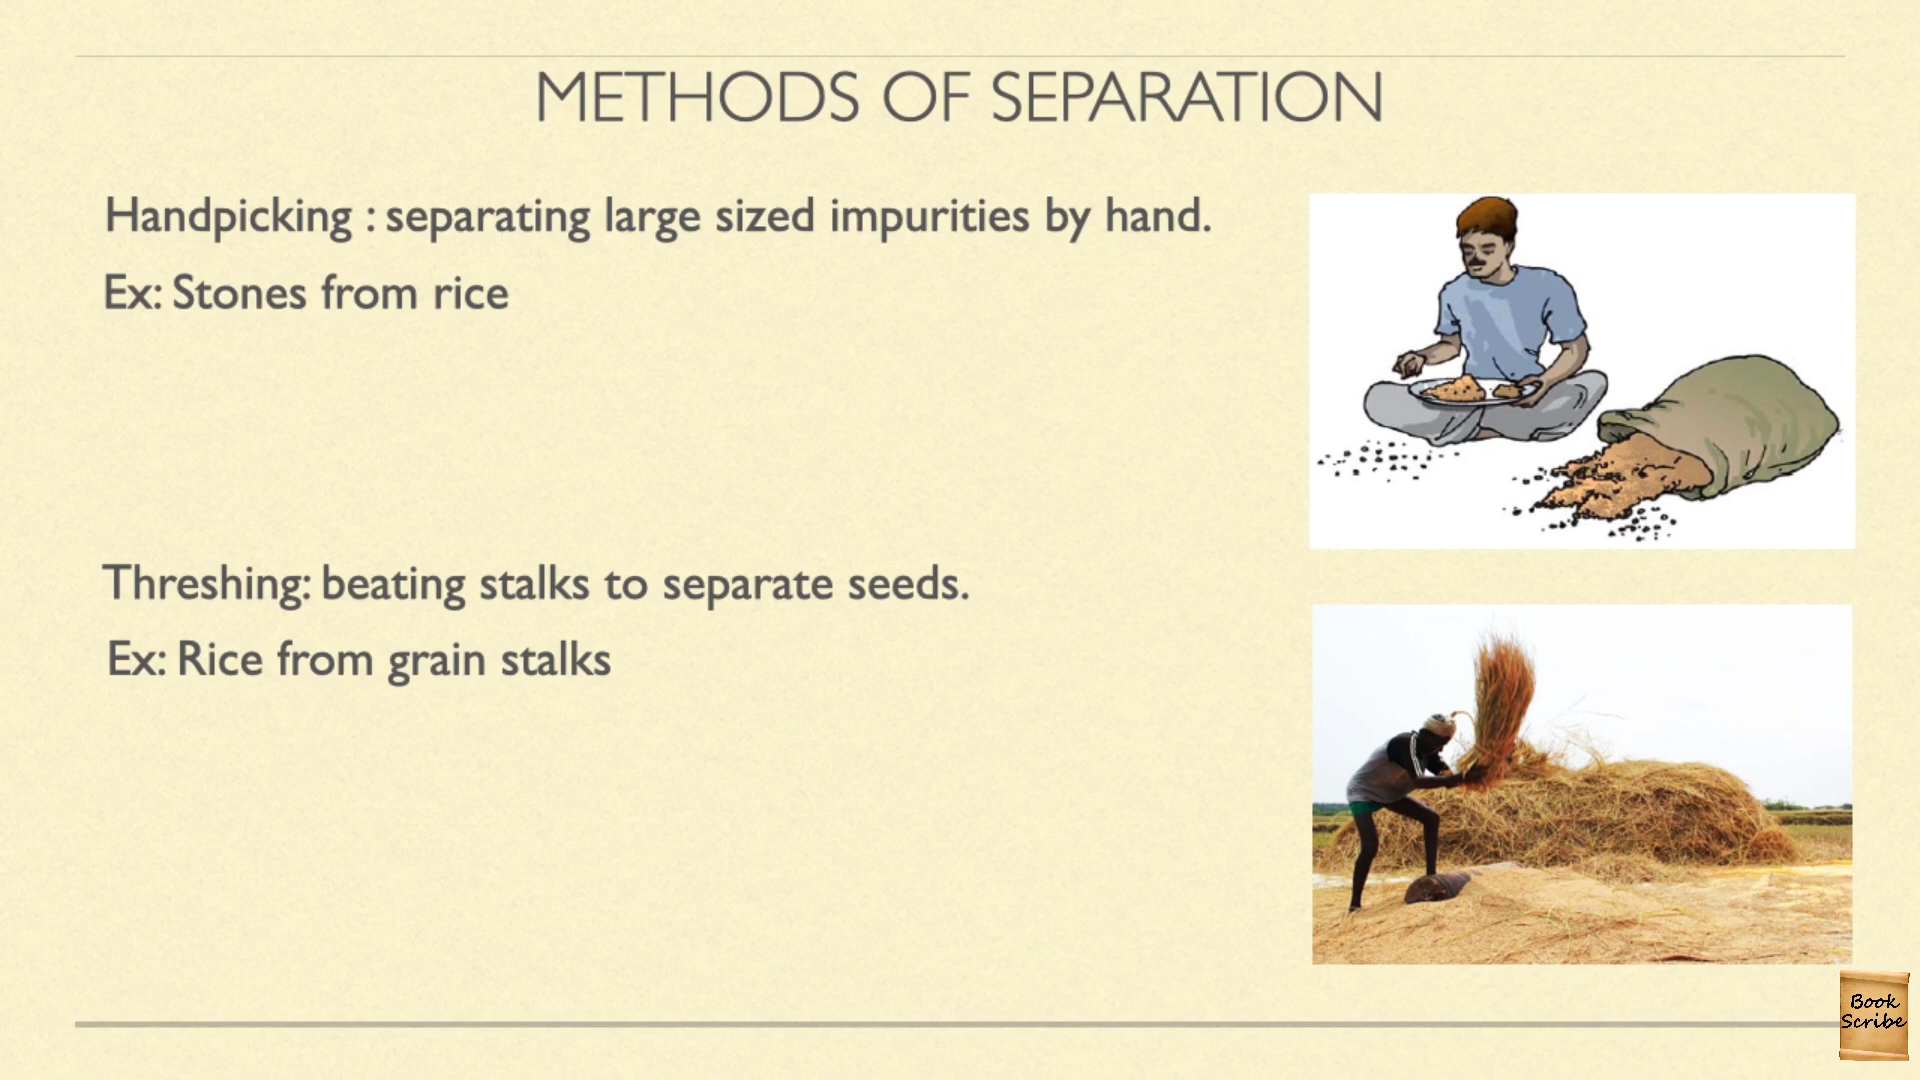 METHODS OF SEPARATION
Handpicking : separating large sized impurities by hand.
Ex: Stones from rice
Threshing: beating stalks to separate seeds.
Ex: Rice from grain stalks
Book
Scribe